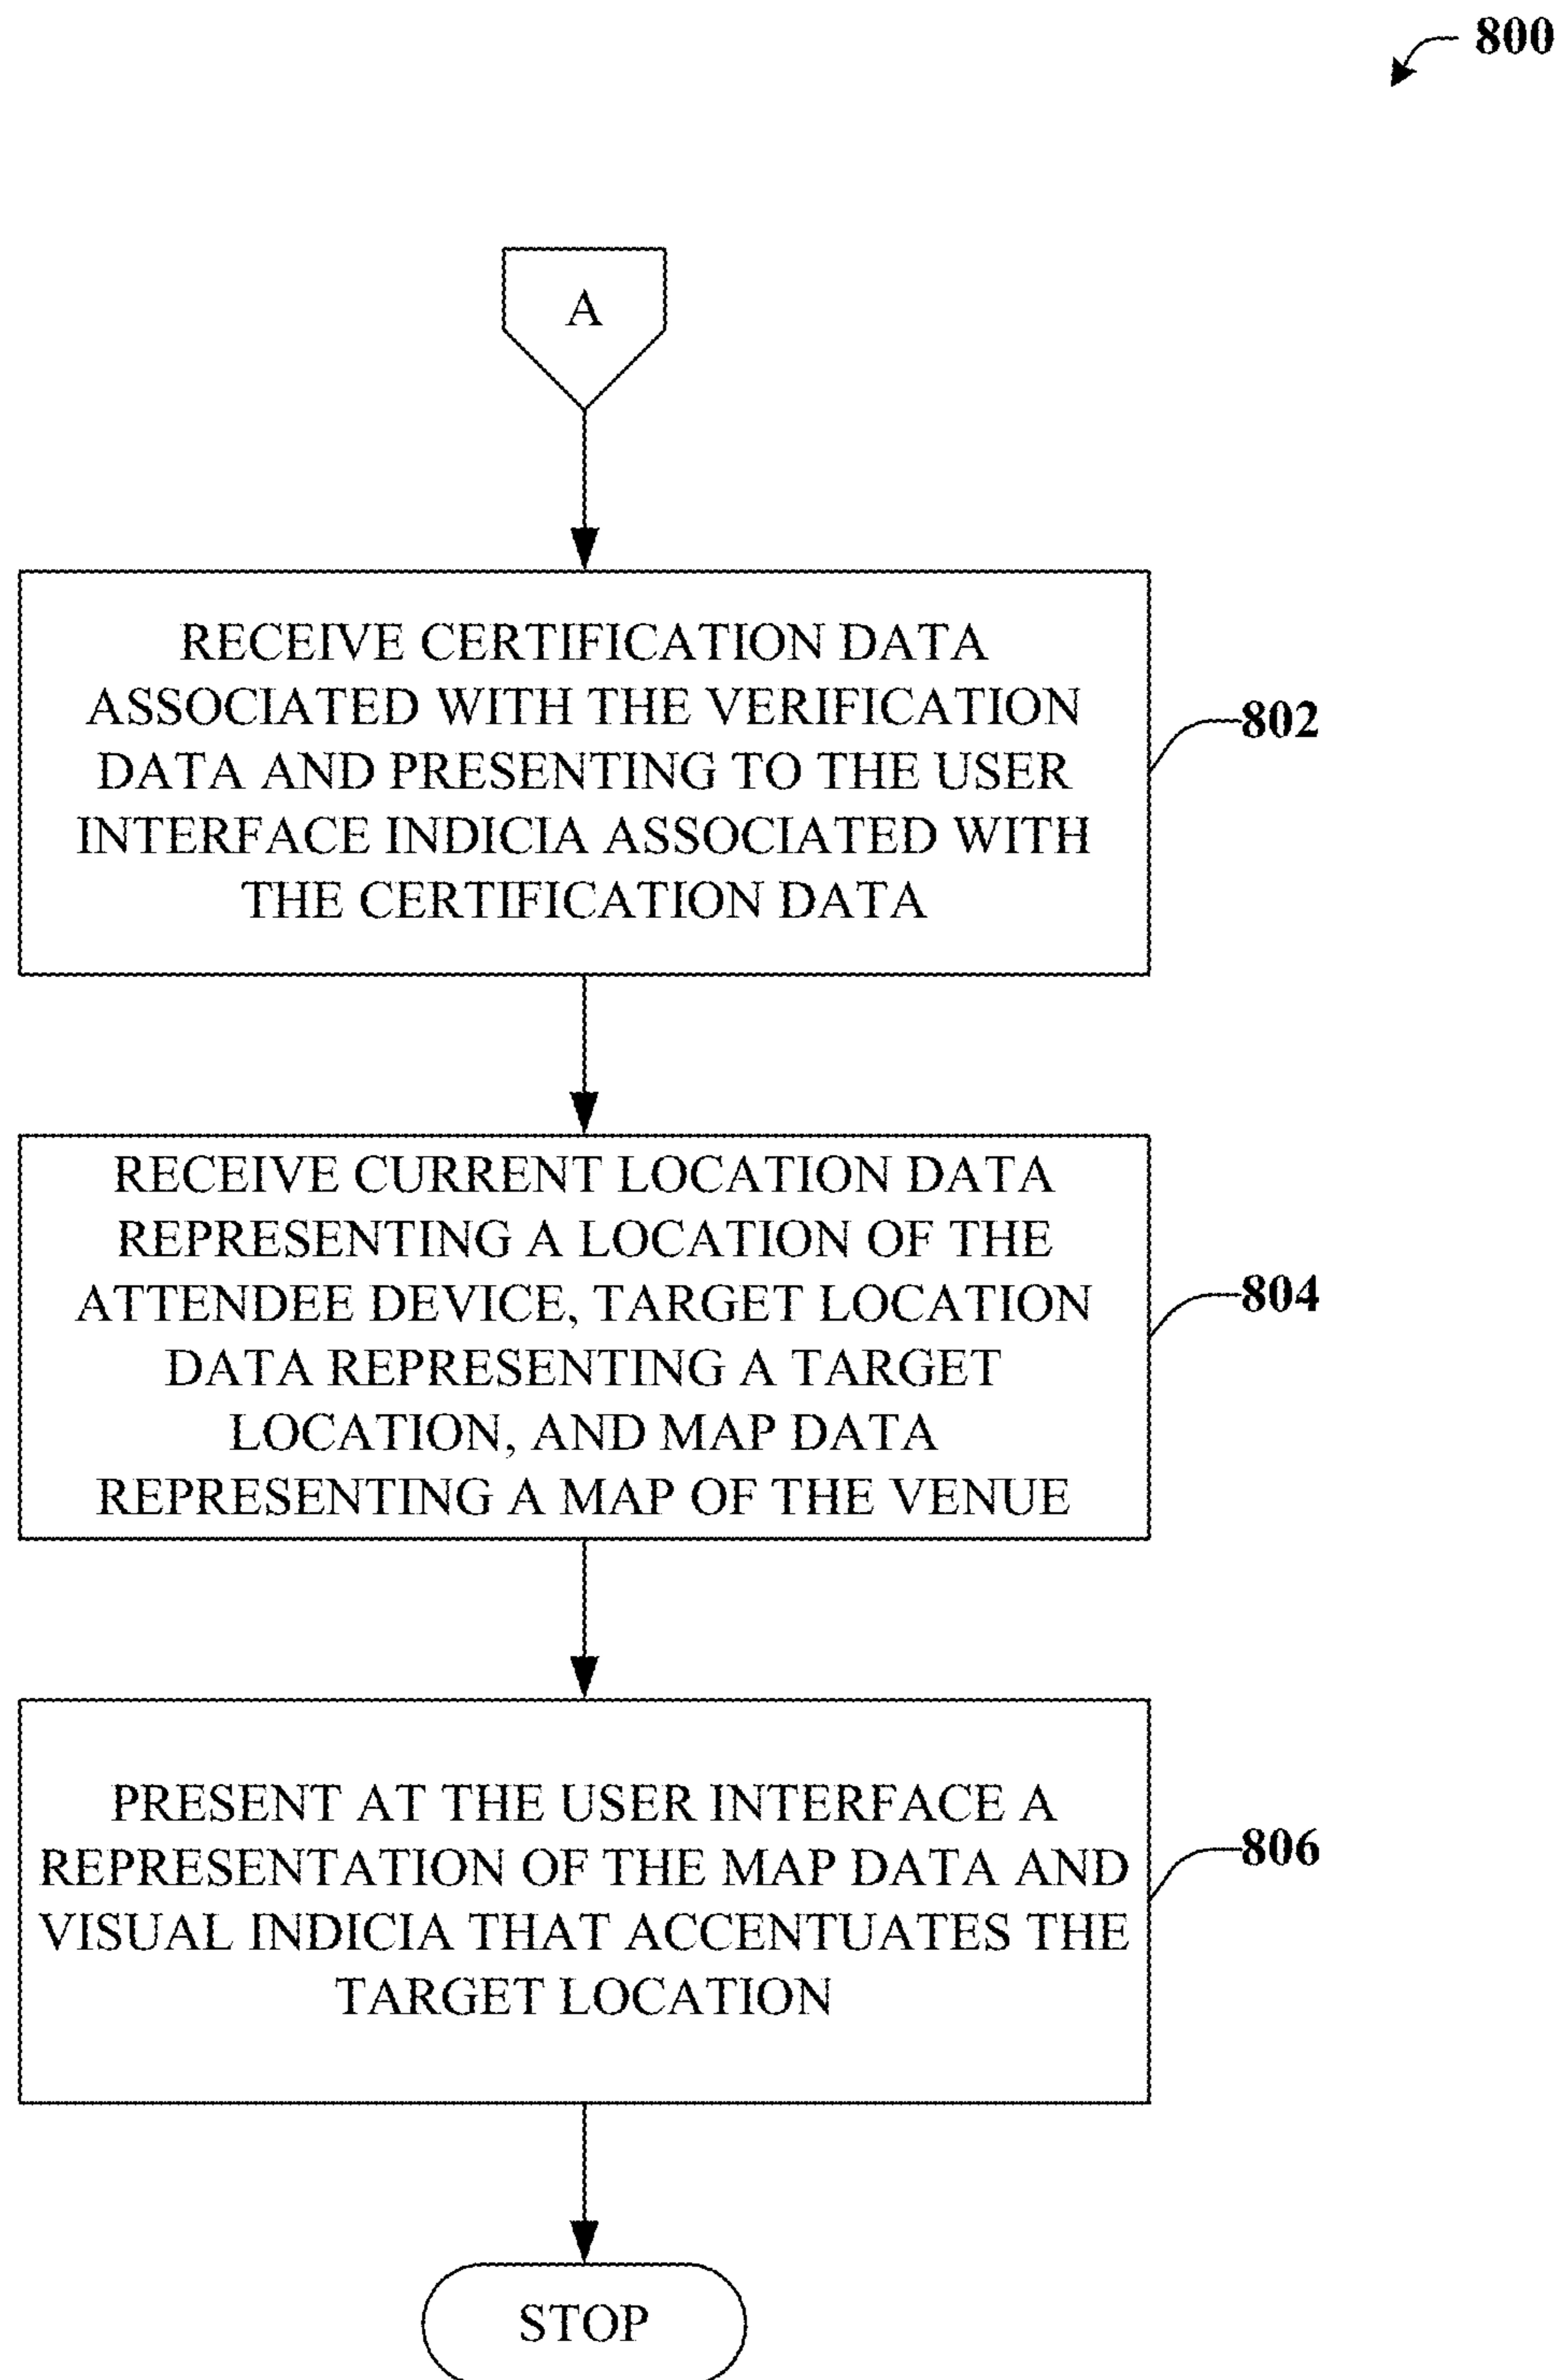 800
A
RECEIVE CERTIFICATION DATA
ASSOCIATED WITH THE VERIFICATION
DATA AND PRESENTING TO THE USER
INTERFACE INDICIA ASSOCIATED WITH
THE CERTIFICATION DATA
802
RECEIVE CURRENT LOCATION DATA
REPRESENTING A LOCATION OF THE
ATTENDEE DEVICE, TARGET LOCATION
DATA REPRESENTING A TARGET
LOCATION, AND MAP DATA
REPRESENTING A MAP OF THE VENUE
804
PRESENT AT THE USER INTERFACE A
REPRESENTATION OF THE MAP DATA AND
VISUAL INDICIA THAT ACCENTUATES THE
TARGET LOCATION
806
STOP